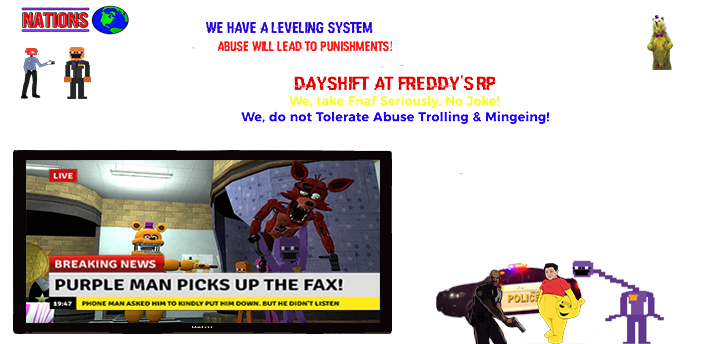 NATIONS
WE HAVE A LEVELING SYSTEM
ABUSE WILL LEAD TO PUNISHMENTS!
DAYSHIFT AT FREDDY'S RP
We, take Fnaf Seriously. No Joke!
We, do not Tolerate Abuse Trolling & Mingeing!
LIVE
BREAKING NEWS
PURPLE MAN PICKS UP THE FAX!
19:47 PHONE MAN ASKED HIM TO KINDLY PUT HIM DOWN. BUT HE DIDN'T LISTEN
POLICE